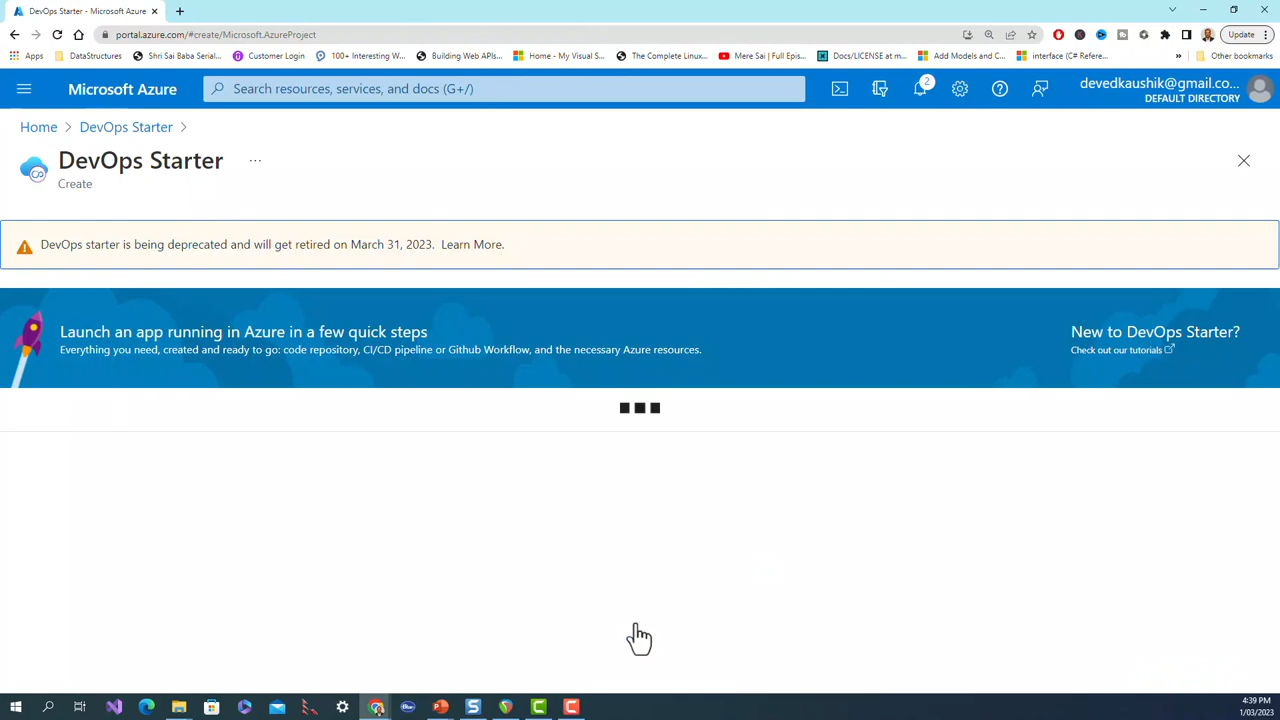 DevOps Starter - Microsoft Azure
portal.azure.com/#create/Microsoft.AzureProject
Update
Apps
DataStructures
Shri Sai Baba Serial...
Customer Login
100+ Interesting W...
Building Web APIs...
Home - My Visual S...
The Complete Linux...
Mere Sai | Full Epis...
Docs/LICENSE at m...
Add Models and C...
interface (C# Refere...
»
Other bookmarks
Microsoft Azure
Search resources, services, and docs (G+/)
2
devedkaushik@gmail.co...
DEFAULT DIRECTORY
Home > DevOps Starter >
DevOps Starter ...
Create
DevOps starter is being deprecated and will get retired on March 31, 2023. Learn More.
Launch an app running in Azure in a few quick steps
Everything you need, created and ready to go: code repository, CI/CD pipeline or Github Workflow, and the necessary Azure resources.
New to DevOps Starter?
Check out our tutorials
4:39 PM
1/03/2023